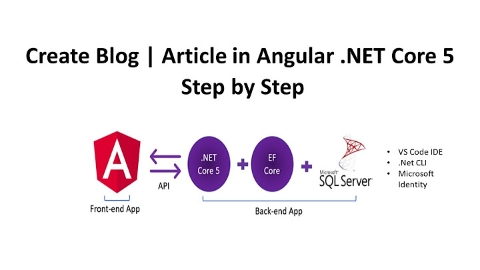 Create Blog | Article in Angular .NET Core 5
Step by Step
A
.NET
Core 5
EF
Core
API
Microsoft
SQL Server
Front-end App
Back-end App
• VS Code IDE
• .Net CLI
• Microsoft
Identity